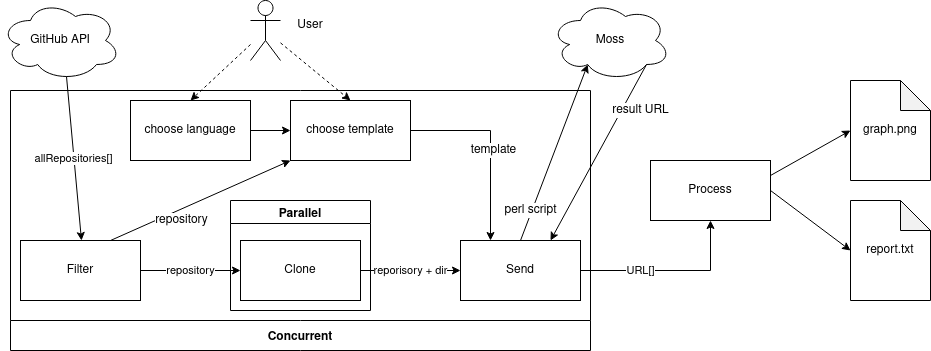 GitHub API
User
Moss
choose language
choose template
result URL
graph.png
allRepositories[]
template
Process
repository
Parallel
perl script
report.txt
Filter
repository
Clone
reporisory + dir
Send
URL[]
Concurrent